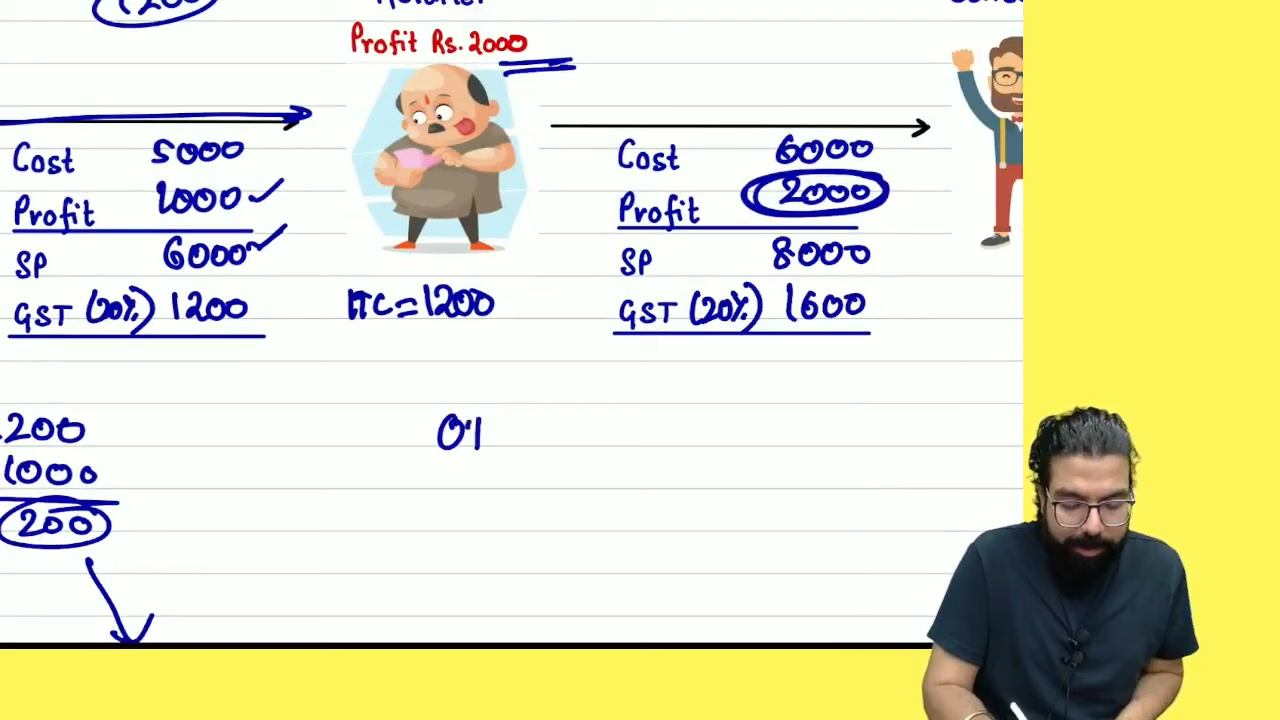 1200
Profit Rs. 2000
Cost 5000
Profit 1000
SP 6000
GST (20%) 1200
ITC = 1200
Cost 6000
Profit 2000
SP 8000
GST (20%) 1600
200
1000
200